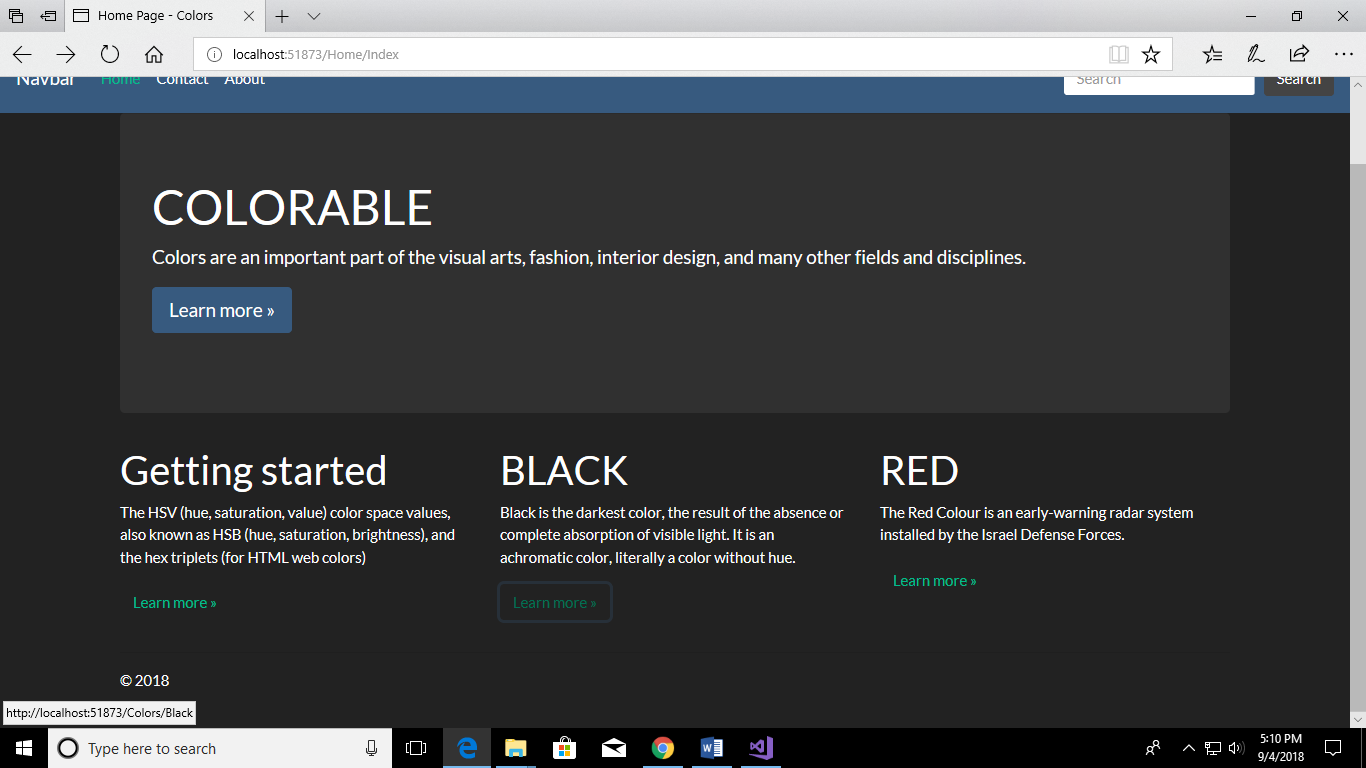 Home Page - Colors
localhost:51873/Home/Index
Navbar Home Contact About Search Search
COLORABLE
Colors are an important part of the visual arts, fashion, interior design, and many other fields and disciplines.
Learn more »
Getting started
The HSV (hue, saturation, value) color space values,
also known as HSB (hue, saturation, brightness), and
the hex triplets (for HTML web colors)
Learn more »
BLACK
Black is the darkest color, the result of the absence or
complete absorption of visible light. It is an
achromatic color, literally a color without hue.
Learn more »
RED
The Red Colour is an early-warning radar system
installed by the Israel Defense Forces.
Learn more »
© 2018
http://localhost:51873/Colors/Black
Type here to search
5:10 PM
9/4/2018